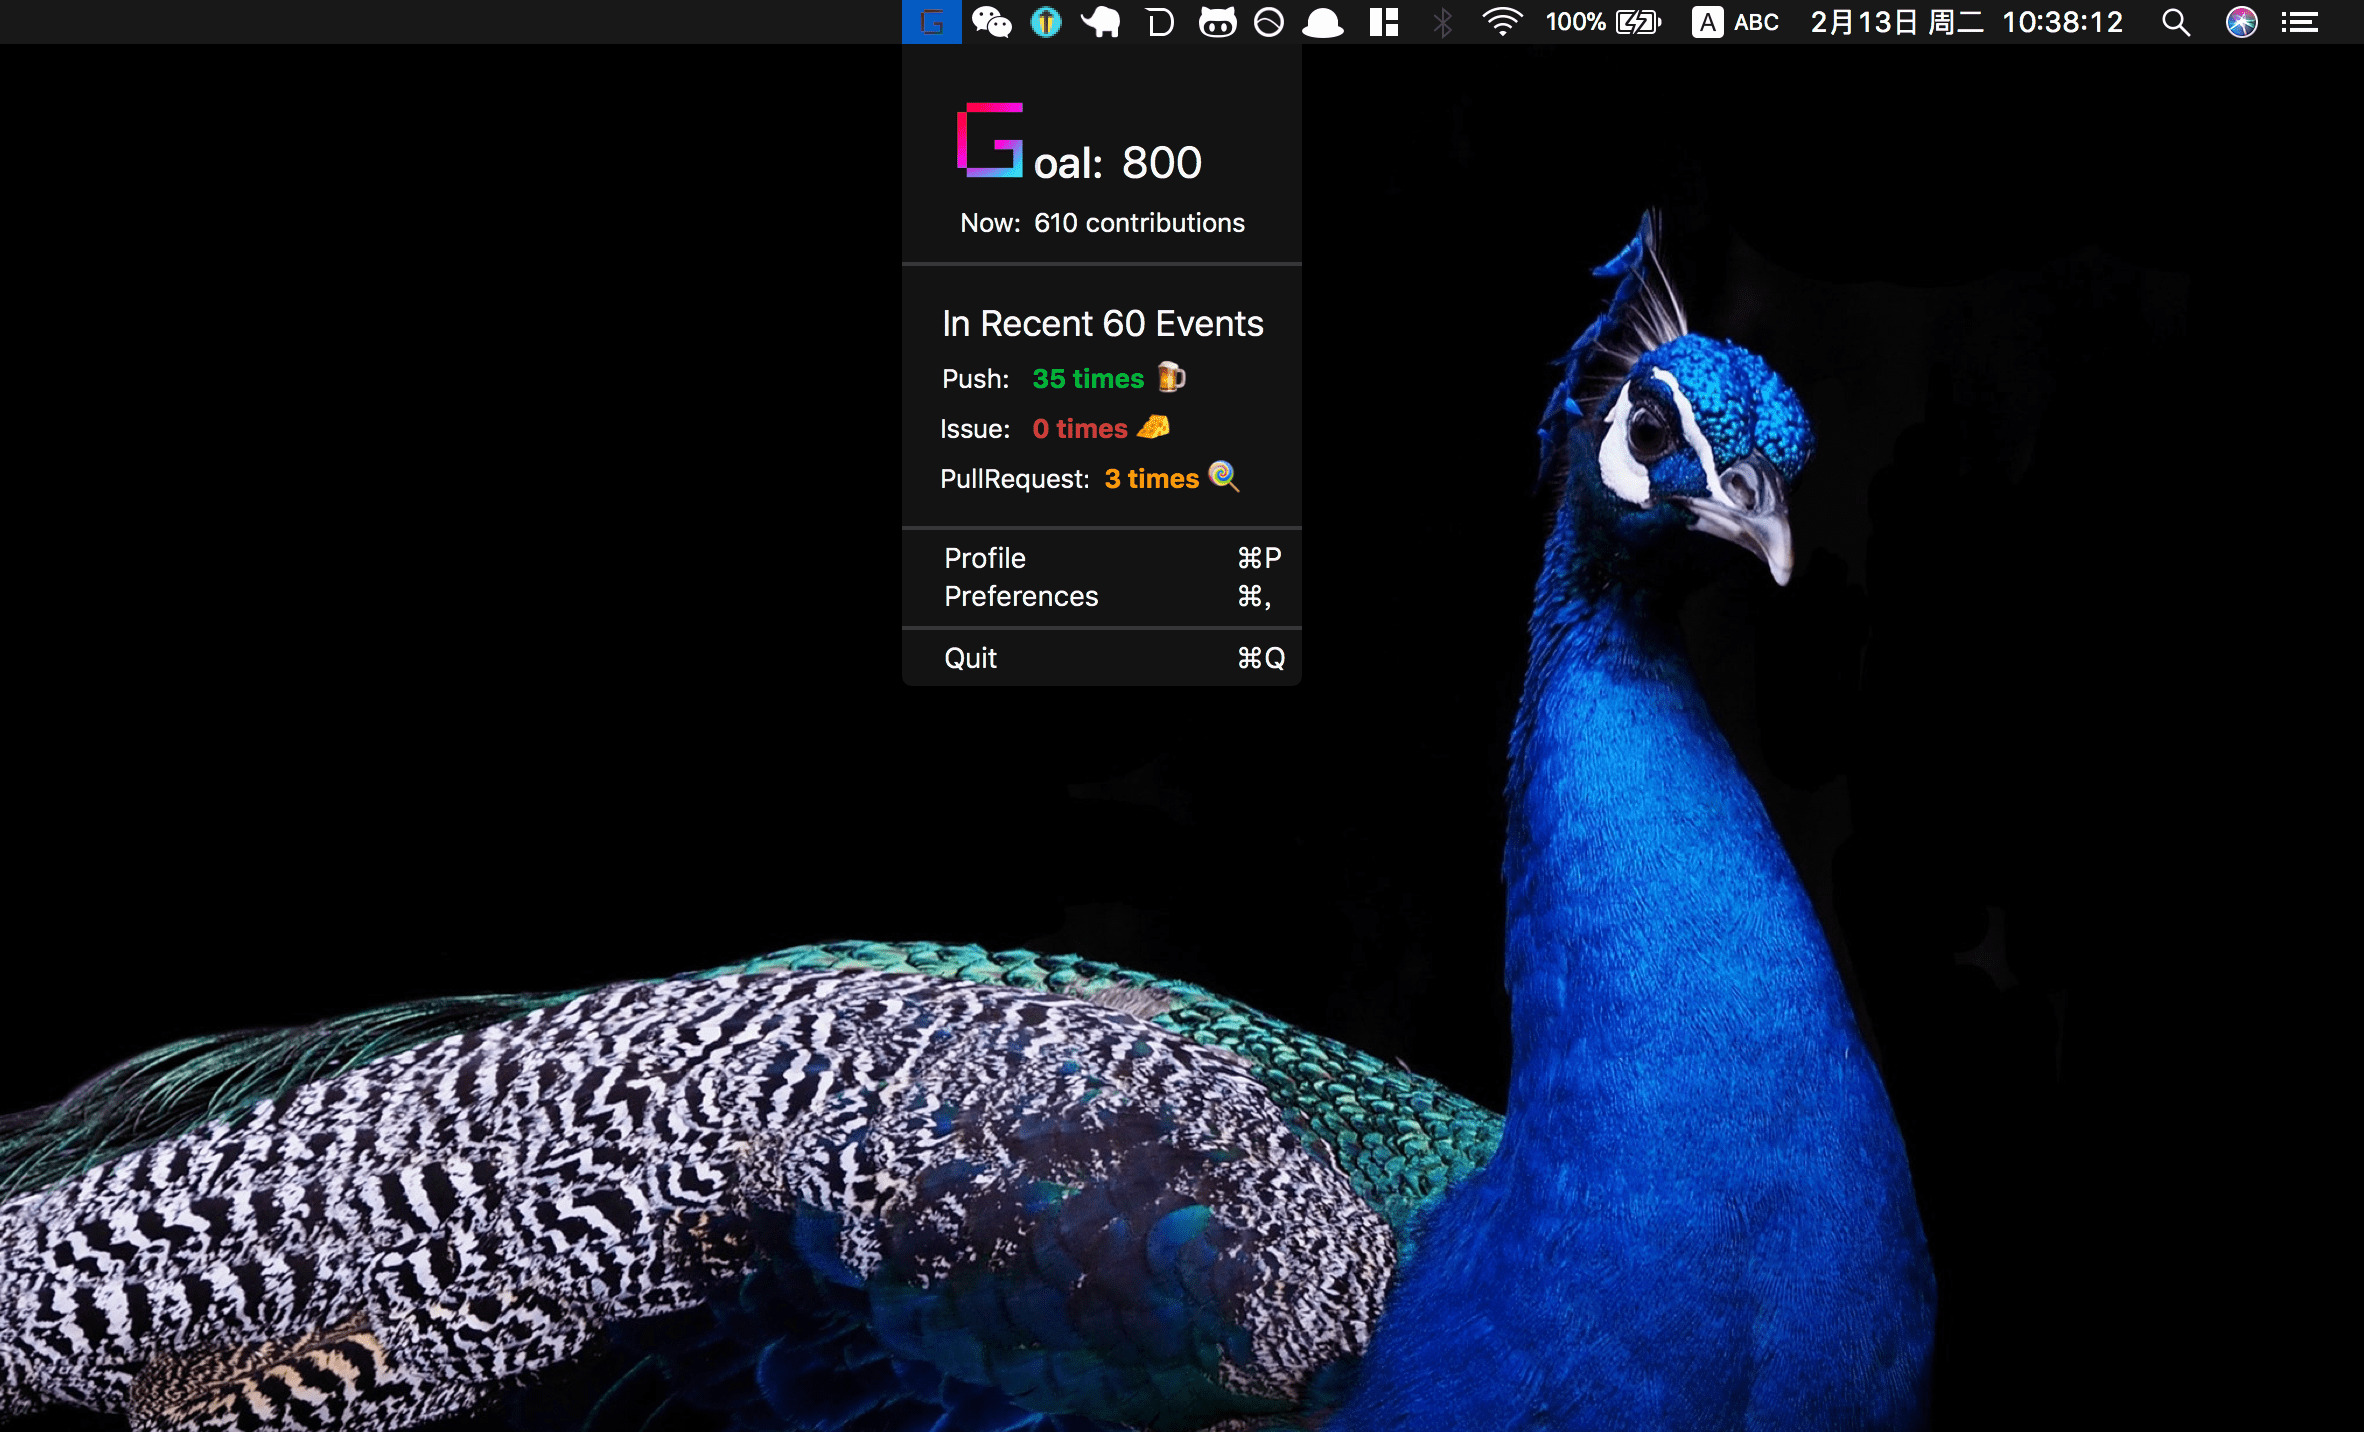 100% A ABC 2月13日 周二 10:38:12
Goal: 800
Now: 610 contributions
In Recent 60 Events
Push: 35 times 🍺
Issue: 0 times 🧀
PullRequest: 3 times 🍭
Profile ⌘P
Preferences ⌘,
Quit ⌘Q